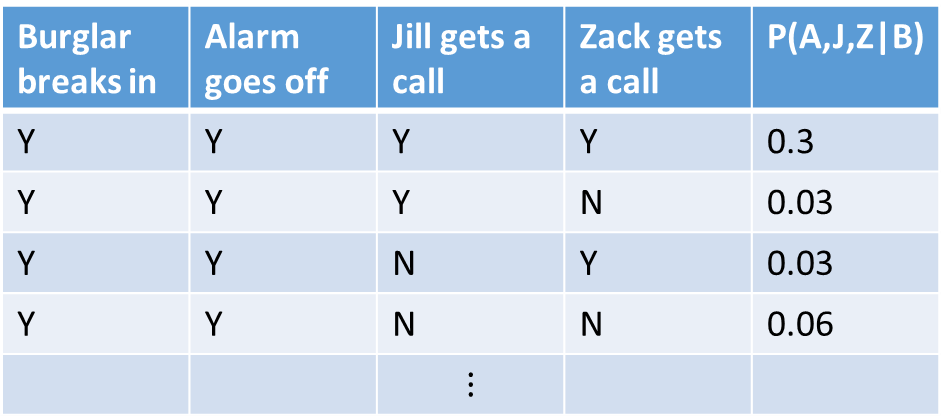 Burglar breaks in | Alarm goes off | Jill gets a call | Zack gets a call | P(A,J,Z|B)
Y Y Y Y 0.3
Y Y Y N 0.03
Y Y N Y 0.03
Y Y N N 0.06
⋮